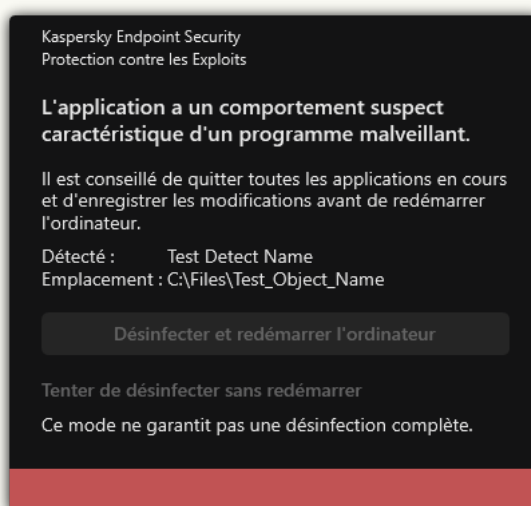 Kaspersky Endpoint Security
Protection contre les Exploits
L'application a un comportement suspect
caractéristique d'un programme malveillant.
Il est conseillé de quitter toutes les applications en cours
et d'enregistrer les modifications avant de redémarrer
l'ordinateur.
Détecté : Test Detect Name
Emplacement : C:\Files\Test_Object_Name
Désinfecter et redémarrer l'ordinateur
Tenter de désinfecter sans redémarrer
Ce mode ne garantit pas une désinfection complète.